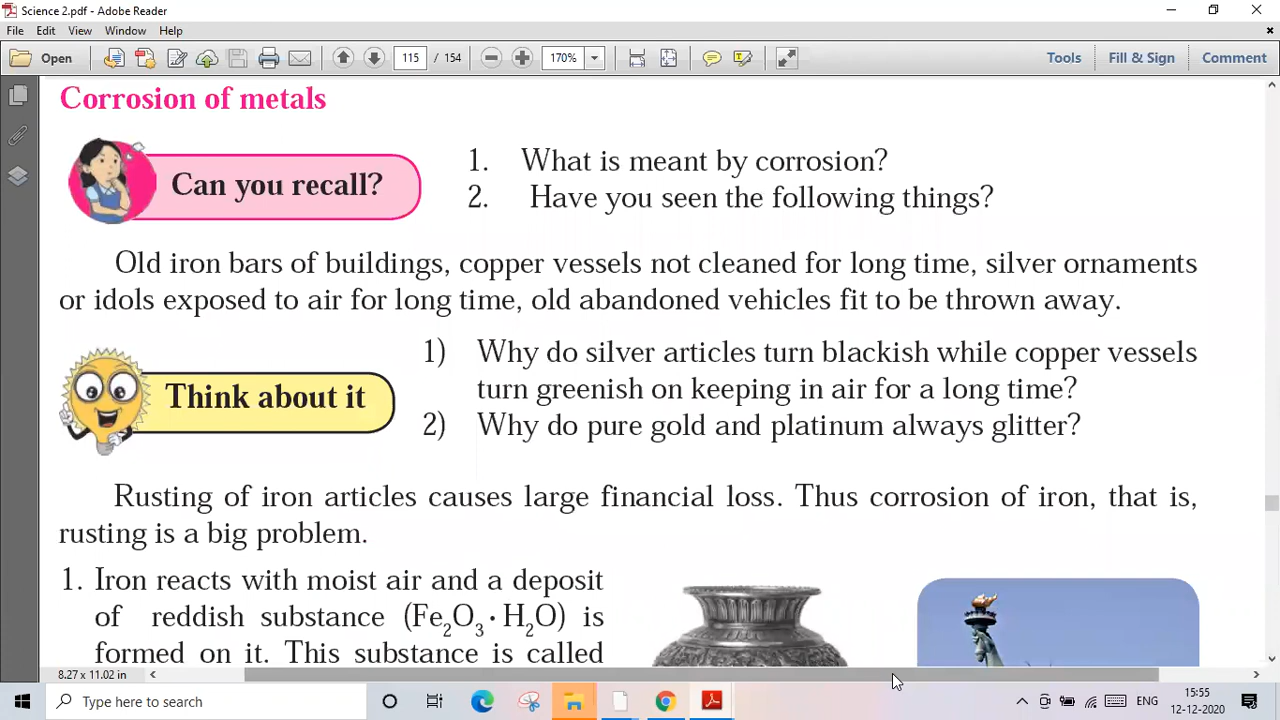 Science 2.pdf - Adobe Reader
File Edit View Window Help
Open 115 / 154 170% Tools Fill & Sign Comment
Corrosion of metals
Can you recall?
1. What is meant by corrosion?
2. Have you seen the following things?
Old iron bars of buildings, copper vessels not cleaned for long time, silver ornaments
or idols exposed to air for long time, old abandoned vehicles fit to be thrown away.
Think about it
1) Why do silver articles turn blackish while copper vessels
turn greenish on keeping in air for a long time?
2) Why do pure gold and platinum always glitter?
Rusting of iron articles causes large financial loss. Thus corrosion of iron, that is,
rusting is a big problem.
1. Iron reacts with moist air and a deposit
of reddish substance (Fe₂O₃·H₂O) is
formed on it. This substance is called
8.27 x 11.02 in
Type here to search
ENG
15:55
12-12-2020